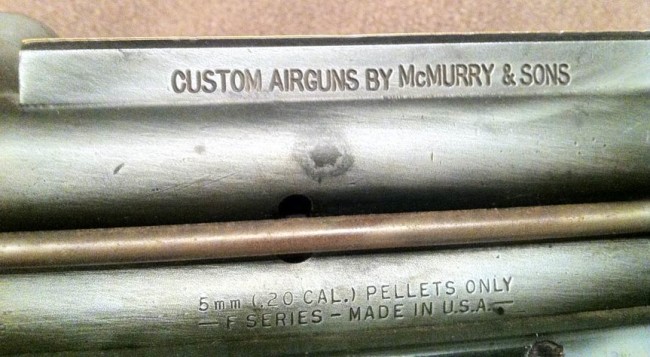 CUSTOM AIRGUNS BY McMURRY & SONS
5mm (.20 CAL.) PELLETS ONLY
— F SERIES – MADE IN U.S.A. —